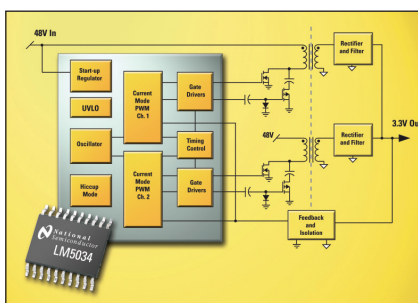 48V In
Start-up
Regulator
UVLO
Oscillator
Hiccup
Mode
Current
Mode
PWM
Ch. 1
Current
Mode
PWM
Ch. 2
Gate
Drivers
Timing
Control
Gate
Drivers
Rectifier
and Filter
48V
Rectifier
and Filter
3.3V Ou
Feedback
and
Isolation
National
Semiconductor
LM5034